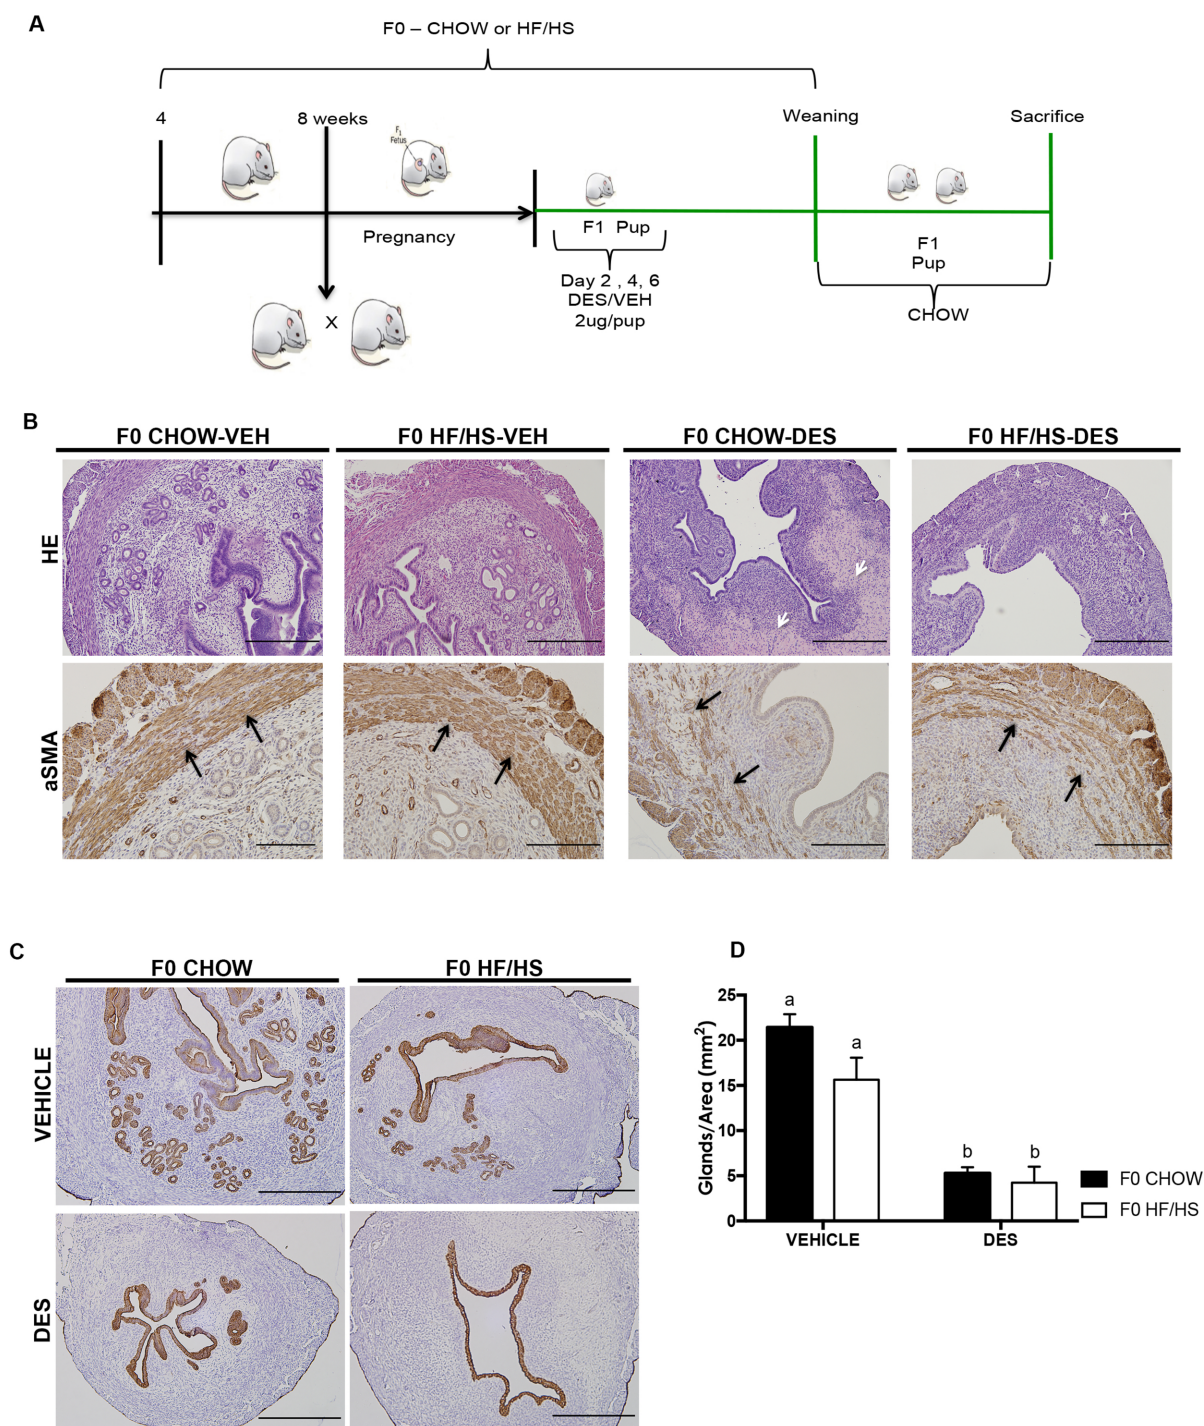 A
F0 – CHOW or HF/HS
4
8 weeks
Weaning
Sacrifice
F1
Fetus
Pregnancy
F1 Pup
Day 2 , 4, 6
DES/VEH
2ug/pup
X
F1
Pup
CHOW
B
F0 CHOW-VEH
F0 HF/HS-VEH
F0 CHOW-DES
F0 HF/HS-DES
HE
aSMA
C
F0 CHOW
F0 HF/HS
VEHICLE
DES
D
Glands/Area (mm²)
25
20
15
10
5
0
a
a
b
b
VEHICLE
DES
F0 CHOW
F0 HF/HS